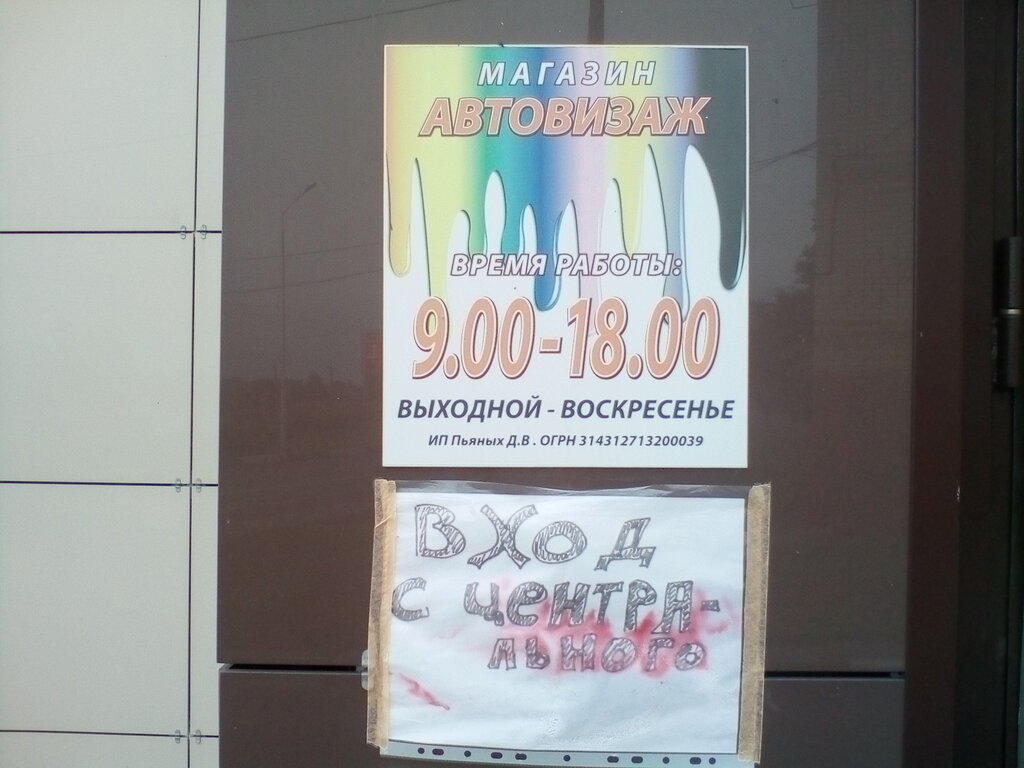 МАГАЗИН
АВТОВИЗАЖ
ВРЕМЯ РАБОТЫ:
9.00-18.00
ВЫХОДНОЙ - ВОСКРЕСЕНЬЕ
ИП Пьяных Д.В . ОГРН 314312713200039
ВХОД
С ЦЕНТРА-
ЛЬНОГО